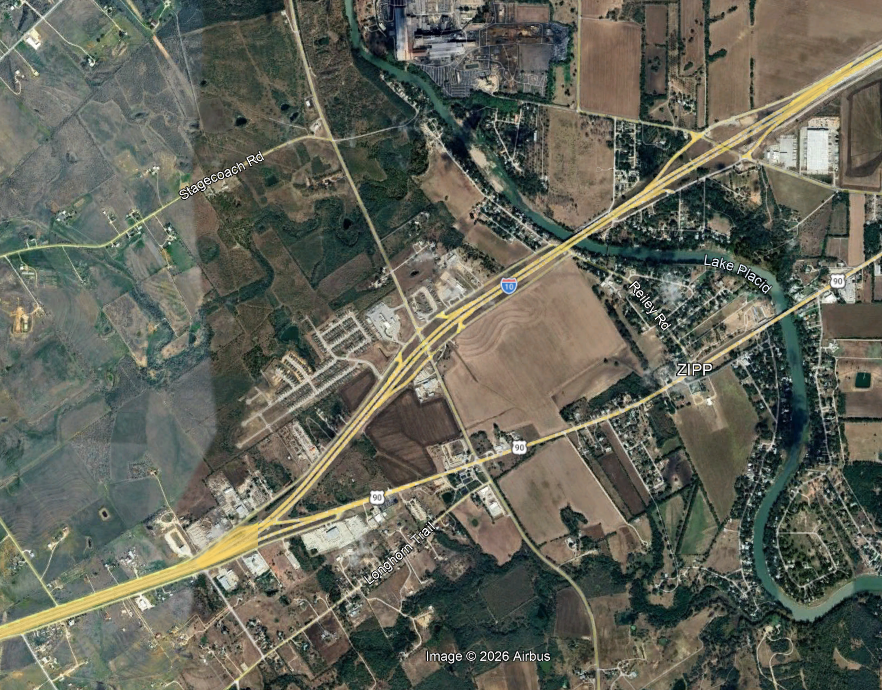 Stagecoach Rd
Lake Placid
10
90
Reiley Rd
ZIPP
90
90
Longhorn Trail
Image © 2026 Airbus